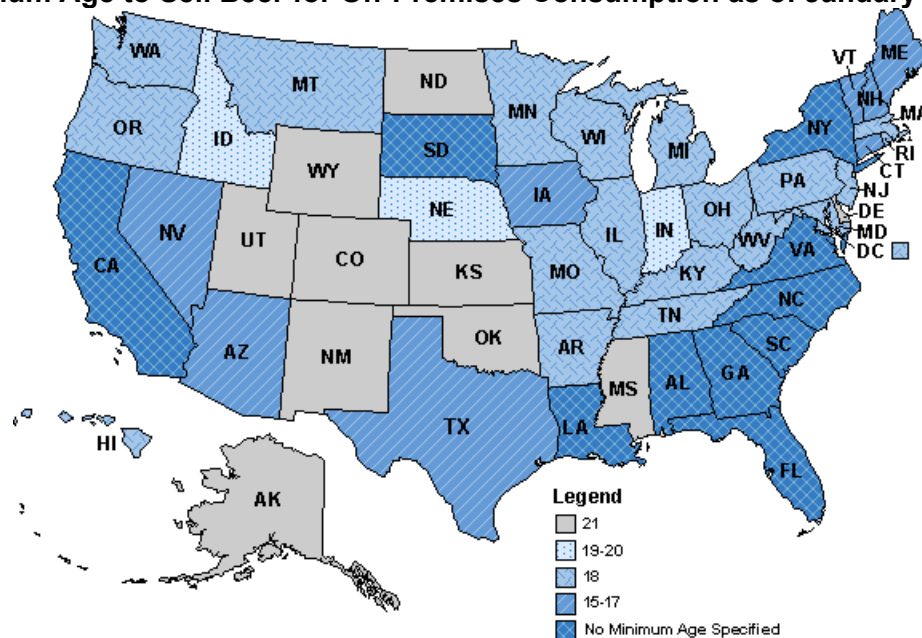 um Age to Sell Beer for Off-Premises Consumption as of January
WA
MT
ND
MN
VT
ME
OR
ID
SD
WI
MI
NY
NH
MA
RI
CT
WY
PA
NJ
NV
NE
IA
OH
DE
MD
DC
UT
IL
IN
WV
VA
CA
CO
KS
MO
KY
NC
TN
AZ
NM
OK
AR
SC
MS
AL
GA
TX
LA
HI
FL
AK
Legend
21
19-20
18
15-17
No Minimum Age Specified